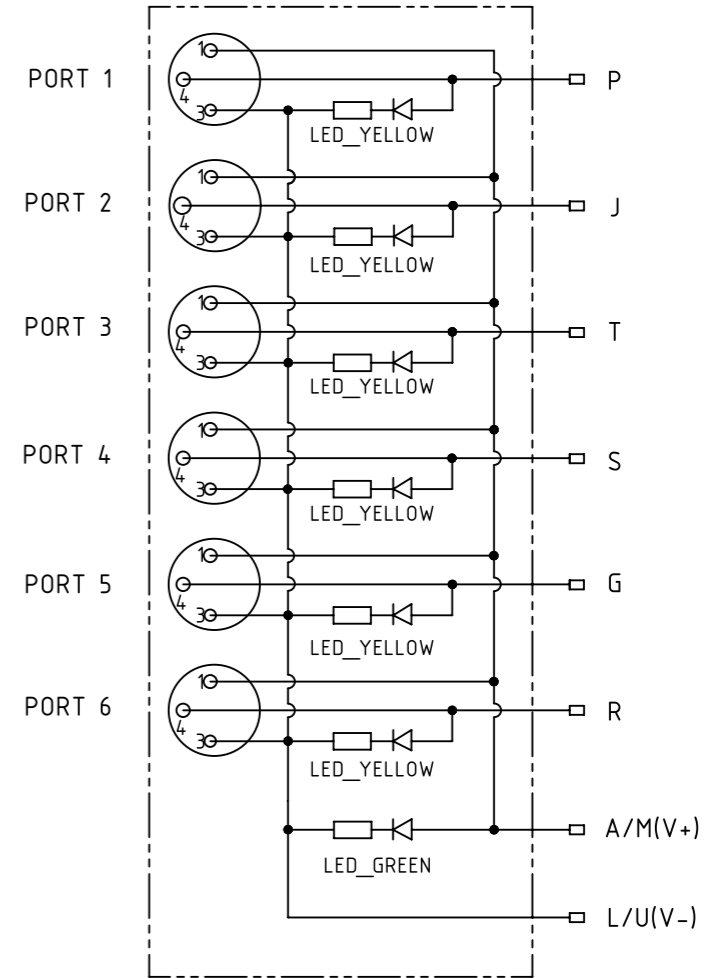 1
PORT 1 P
4
3
LED_YELLOW
1
PORT 2 J
4
3
LED_YELLOW
1
PORT 3 T
4
3
LED_YELLOW
1
PORT 4 S
4
3
LED_YELLOW
1
PORT 5 G
4
3
LED_YELLOW
1
PORT 6 R
4
3
LED_YELLOW
A/M(V+)
LED_GREEN
L/U(V-)